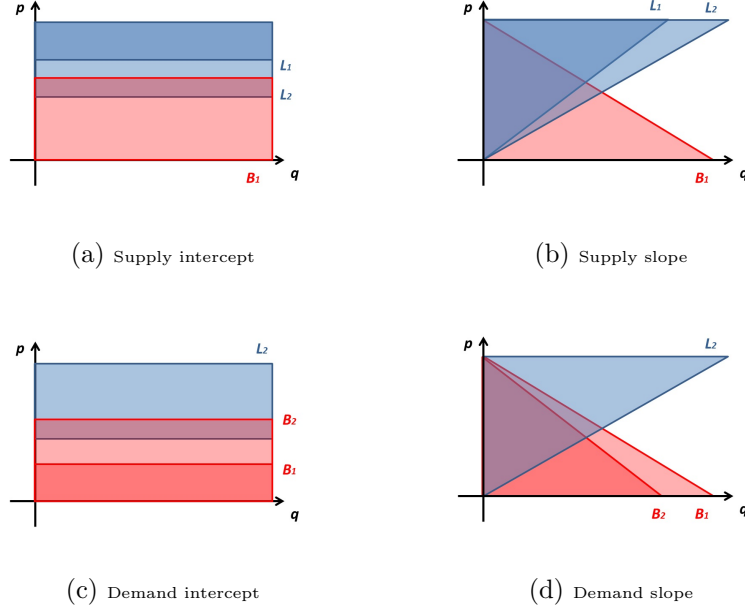 p
L₁
L₂
B₁
q
(a) Supply intercept
p
L₁
L₂
B₁
q
(b) Supply slope
p
L₂
B₂
B₁
q
(c) Demand intercept
p
L₂
B₂
B₁
q
(d) Demand slope